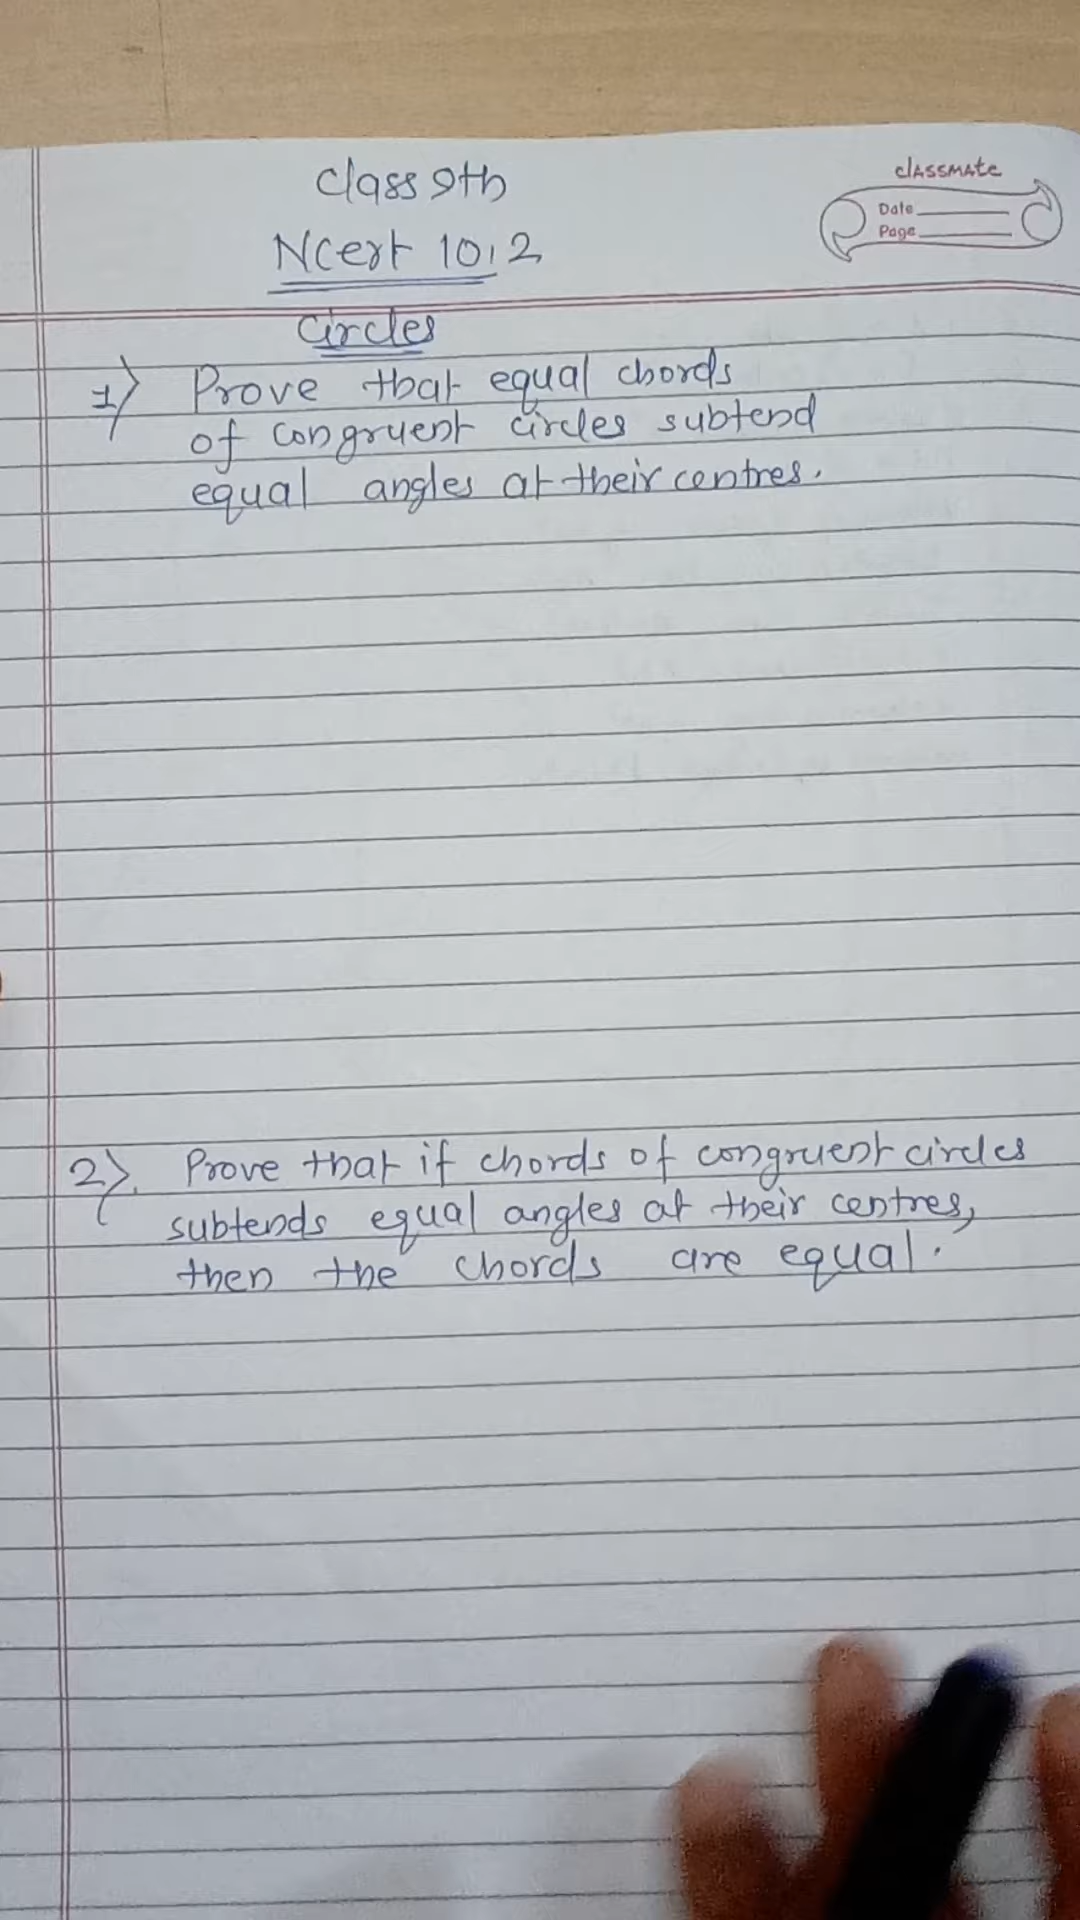 Class 9th
classmate
Date
Page
Ncert 10.2
Circles
1) Prove that equal chords
of congruent circles subtend
equal angles at their centres.
2). Prove that if chords of congruent circles
subtends equal angles at their centres,
then the chords are equal.